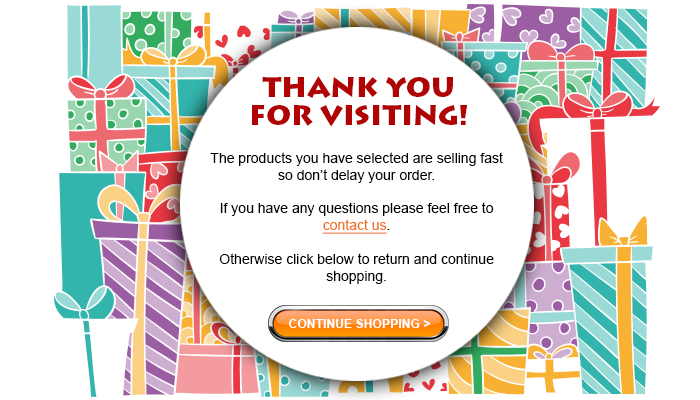 THANK YOU
FOR VISITING!
The products you have selected are selling fast
so don’t delay your order.
If you have any questions please feel free to
contact us.
Otherwise click below to return and continue
shopping.
CONTINUE SHOPPING >